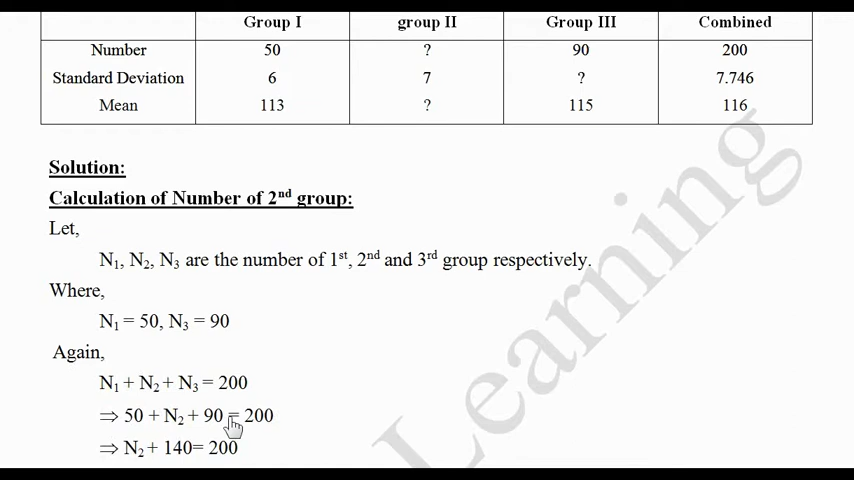 Group I group II Group III Combined
Number 50 ? 90 200
Standard Deviation 6 7 ? 7.746
Mean 113 ? 115 116
Solution:
Calculation of Number of 2nd group:
Let,
N₁, N₂, N₃ are the number of 1st, 2nd and 3rd group respectively.
Where,
N₁ = 50, N₃ = 90
Again,
N₁ + N₂ + N₃ = 200
⇒ 50 + N₂ + 90 = 200
⇒ N₂ + 140= 200
Learning